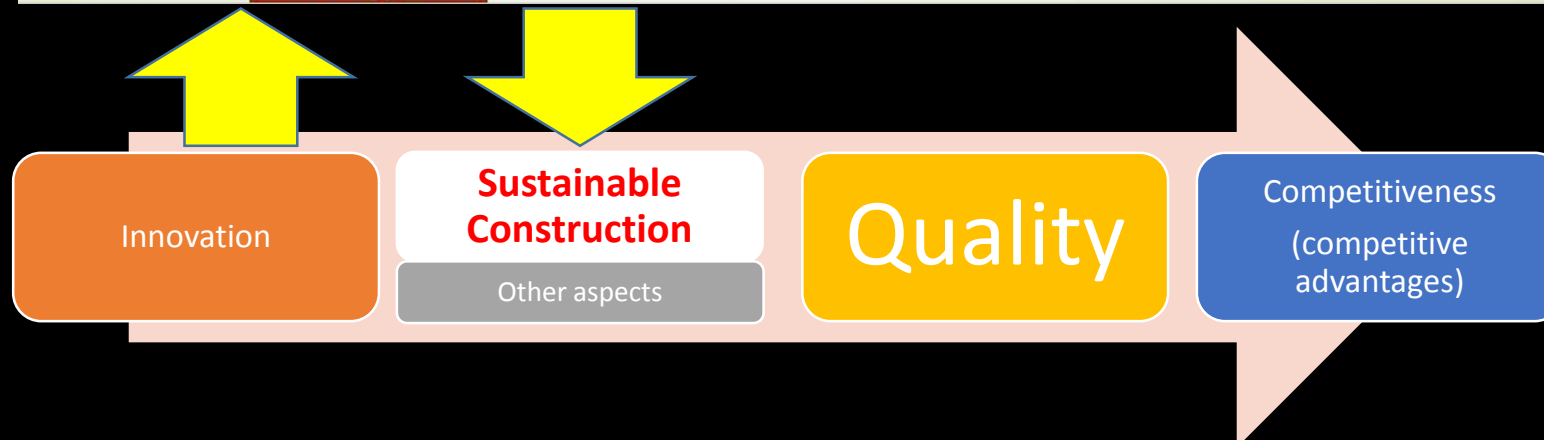 Innovation
Sustainable
Construction
Other aspects
Quality
Competitiveness
(competitive
advantages)